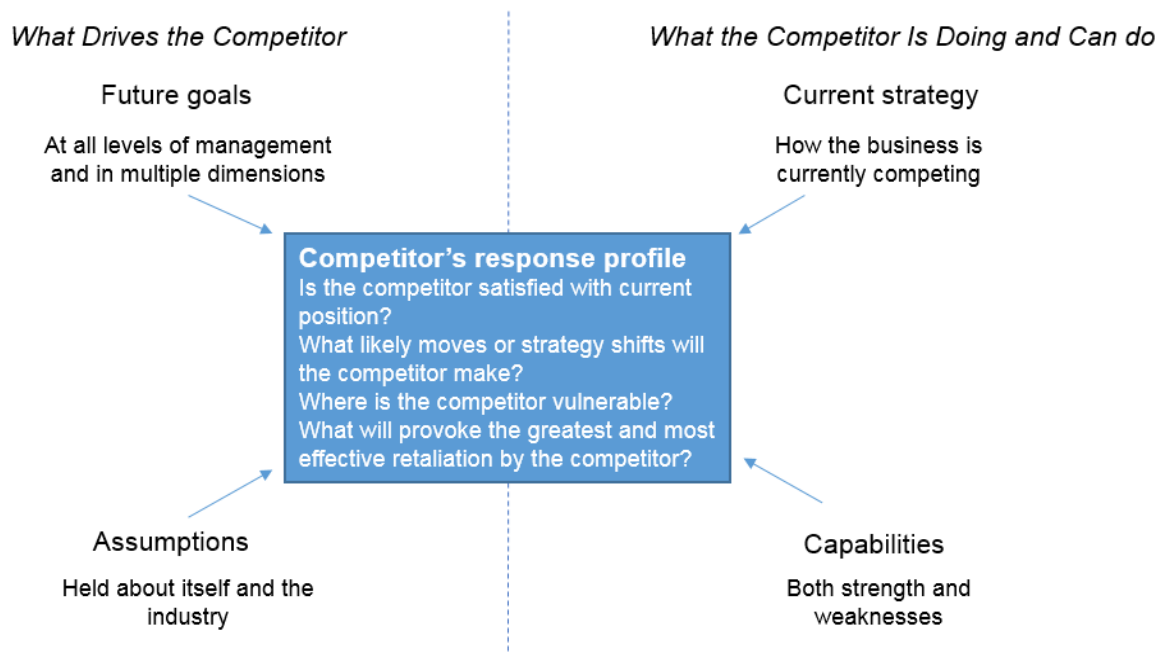 What Drives the Competitor
What the Competitor Is Doing and Can do
Future goals
At all levels of management
and in multiple dimensions
Current strategy
How the business is
currently competing
Competitor's response profile
Is the competitor satisfied with current
position?
What likely moves or strategy shifts will
the competitor make?
Where is the competitor vulnerable?
What will provoke the greatest and most
effective retaliation by the competitor?
Assumptions
Held about itself and the
industry
Capabilities
Both strength and
weaknesses